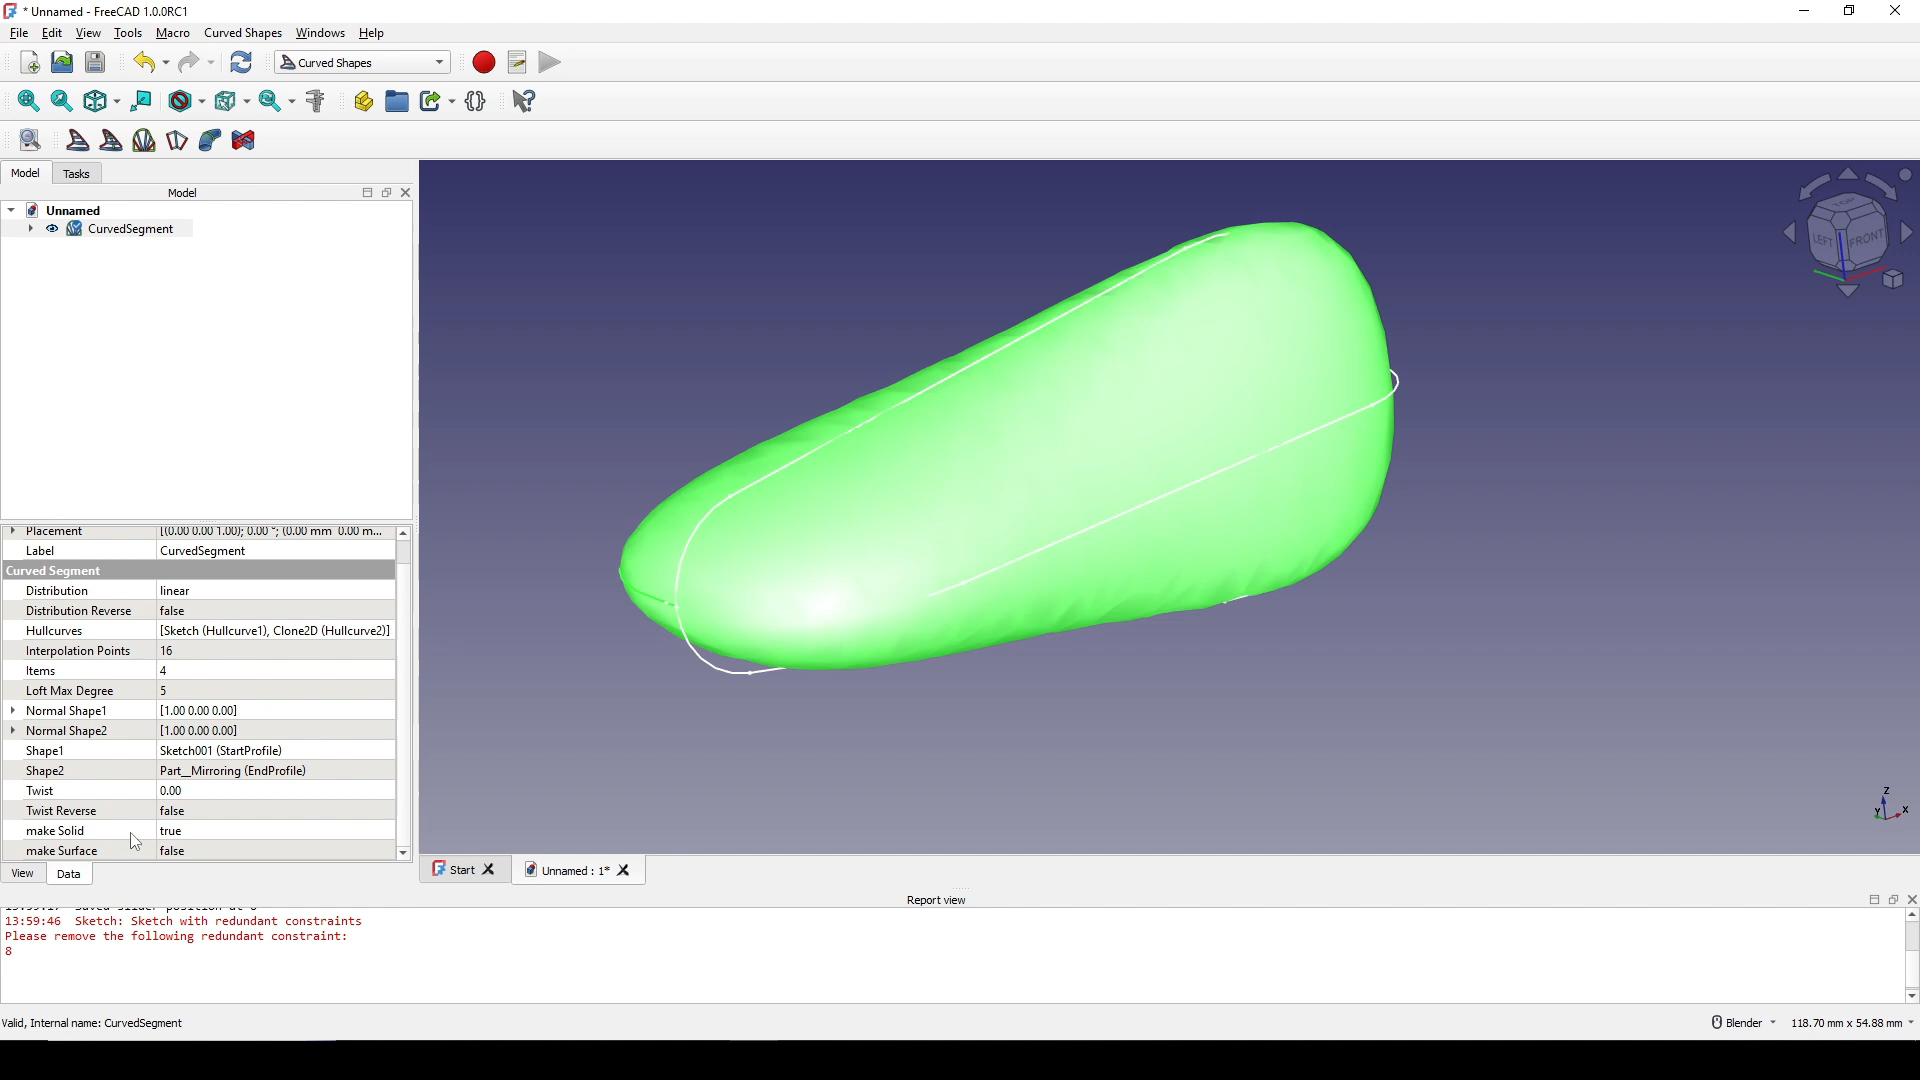 * Unnamed - FreeCAD 1.0.0RC1
File Edit View Tools Macro Curved Shapes Windows Help
Curved Shapes
Model Tasks
Model
Unnamed
CurvedSegment
Placement [(0.00 0.00 1.00); 0.00 °; (0.00 mm 0.00 m...
Label CurvedSegment
Curved Segment
Distribution linear
Distribution Reverse false
Hullcurves [Sketch (Hullcurve1), Clone2D (Hullcurve2)]
Interpolation Points 16
Items 4
Loft Max Degree 5
Normal Shape1 [1.00 0.00 0.00]
Normal Shape2 [1.00 0.00 0.00]
Shape1 Sketch001 (StartProfile)
Shape2 Part__Mirroring (EndProfile)
Twist 0.00
Twist Reverse false
make Solid true
make Surface false
View Data
TOP
LEFT FRONT
Z
Y X
Start Unnamed : 1*
Report view
13:59:46 Sketch: Sketch with redundant constraints
Please remove the following redundant constraint:
8
Valid, Internal name: CurvedSegment
Blender 118.70 mm x 54.88 mm